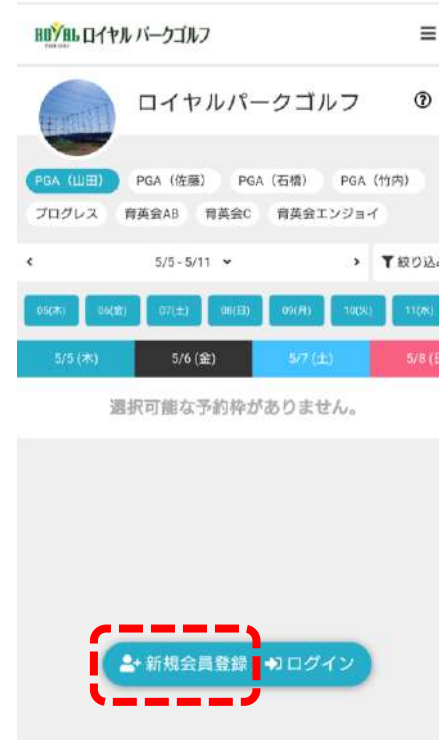 ROYAL ロイヤル パークゴルフ
PARK GOLF
ロイヤルパークゴルフ
PGA（山田） PGA（佐藤） PGA（石橋） PGA（竹内）
プログレス 育英会AB 育英会C 育英会エンジョイ
5/5 - 5/11 絞り込
05(木) 06(金) 07(土) 08(日) 09(月) 10(火) 11(水)
5/5 (木) 5/6 (金) 5/7 (土) 5/8 (日
選択可能な予約枠がありません。
新規会員登録 ログイン